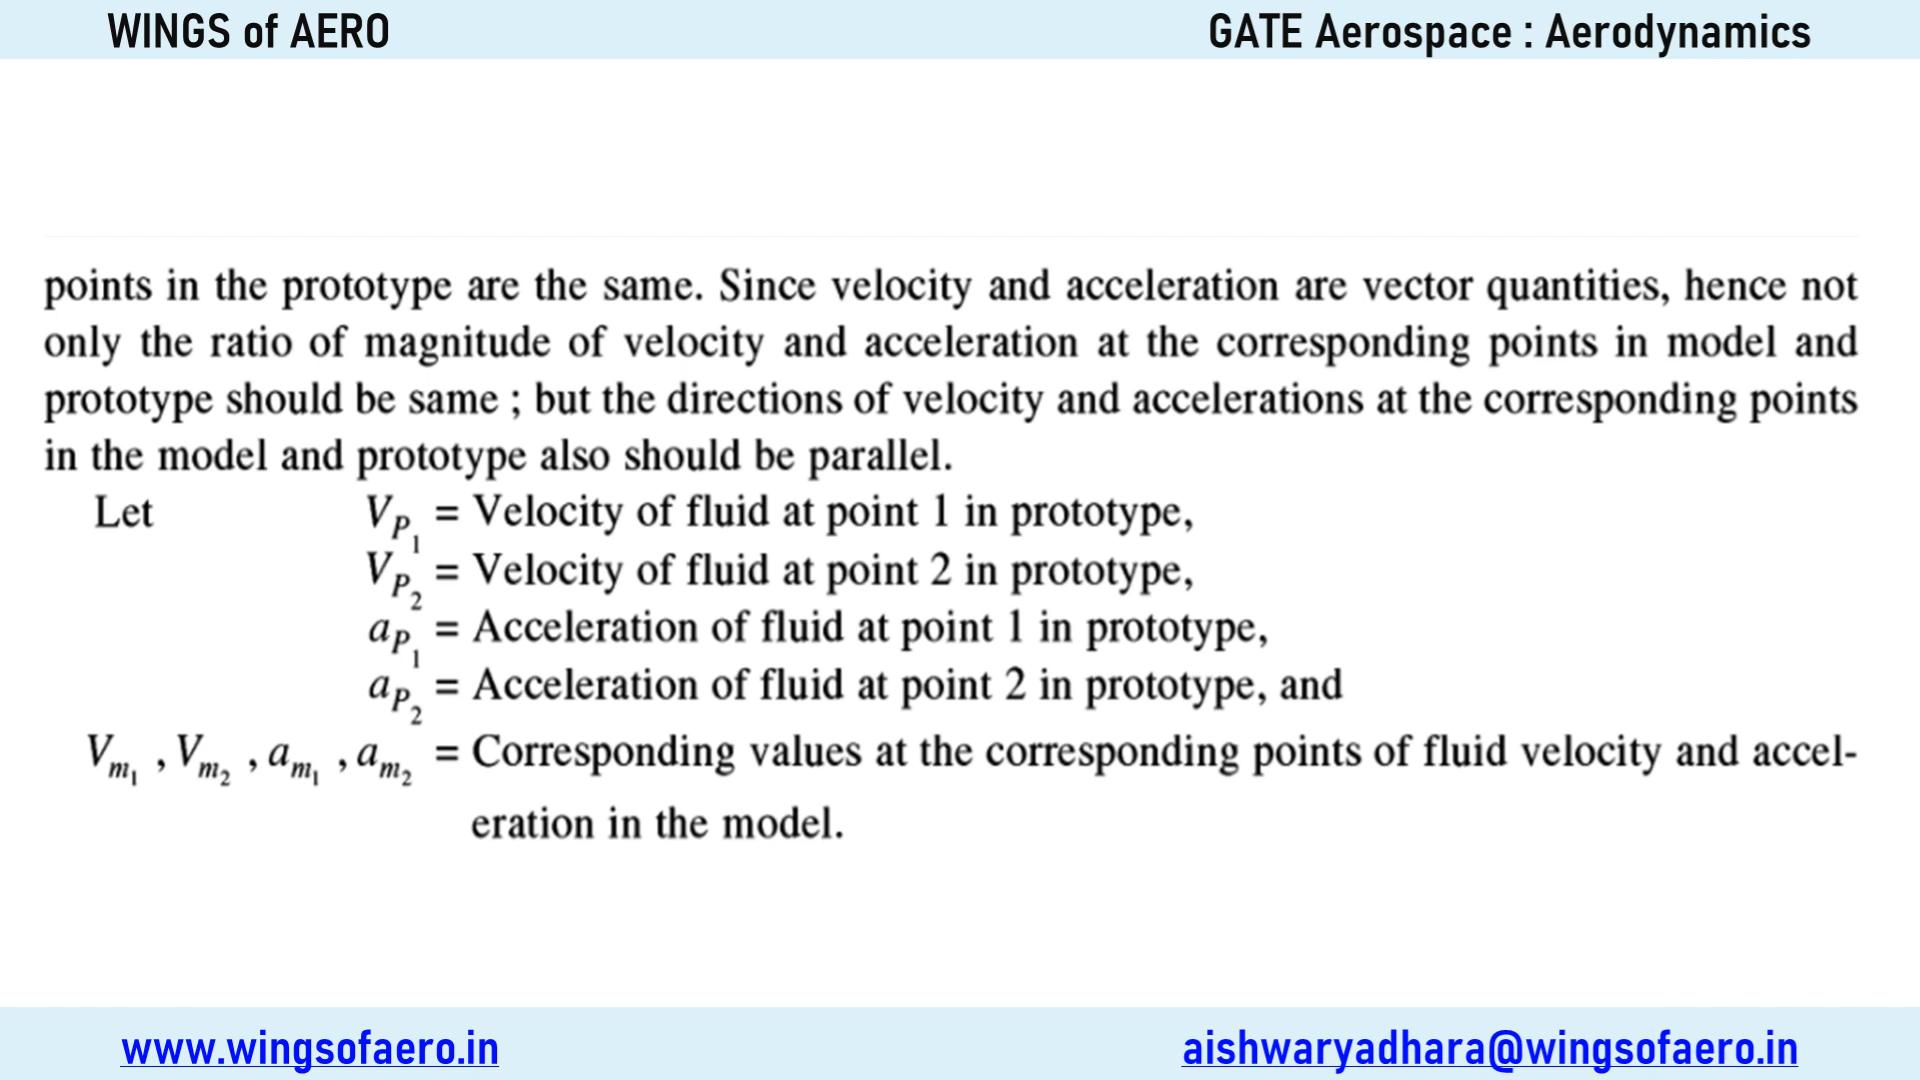 WINGS of AERO
GATE Aerospace : Aerodynamics
points in the prototype are the same. Since velocity and acceleration are vector quantities, hence not
only the ratio of magnitude of velocity and acceleration at the corresponding points in model and
prototype should be same ; but the directions of velocity and accelerations at the corresponding points
in the model and prototype also should be parallel.
Let V_{P_1} = Velocity of fluid at point 1 in prototype,
V_{P_2} = Velocity of fluid at point 2 in prototype,
a_{P_1} = Acceleration of fluid at point 1 in prototype,
a_{P_2} = Acceleration of fluid at point 2 in prototype, and
V_{m_1} , V_{m_2} , a_{m_1} , a_{m_2} = Corresponding values at the corresponding points of fluid velocity and accel-
eration in the model.
www.wingsofaero.in
aishwaryadhara@wingsofaero.in